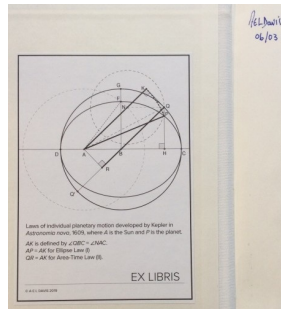 06/03
G
F
N
K
Q
P
D
A
B
H
C
R
Q'
Laws of individual planetary motion developed by Kepler in
Astronomia nova, 1609, where A is the Sun and P is the planet.
AK is defined by ∠QBC = ∠NAC.
AP = AK for Ellipse Law (I).
QR = AK for Area-Time Law (II).
EX LIBRIS